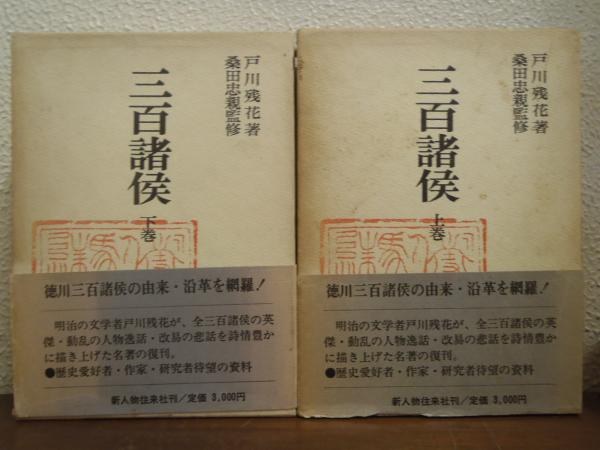 戸川残花著
桑田忠親監修
三百諸侯
下巻
徳川三百諸侯の由来・沿革を網羅!
明治の文学者戸川残花が、全三百諸侯の英
傑・動乱の人物逸話・改易の悲話を詩情豊か
に描き上げた名著の復刊。
●歴史愛好者・作家・研究者待望の資料
新人物往来社刊/定価 3,000円
戸川残花著
桑田忠親監修
三百諸侯
上巻
徳川三百諸侯の由来・沿革を網羅!
明治の文学者戸川残花が、全三百諸侯の英
傑・動乱の人物逸話・改易の悲話を詩情豊か
に描き上げた名著の復刊。
●歴史愛好者・作家・研究者待望の資料
新人物往来社刊/定価 3,000円